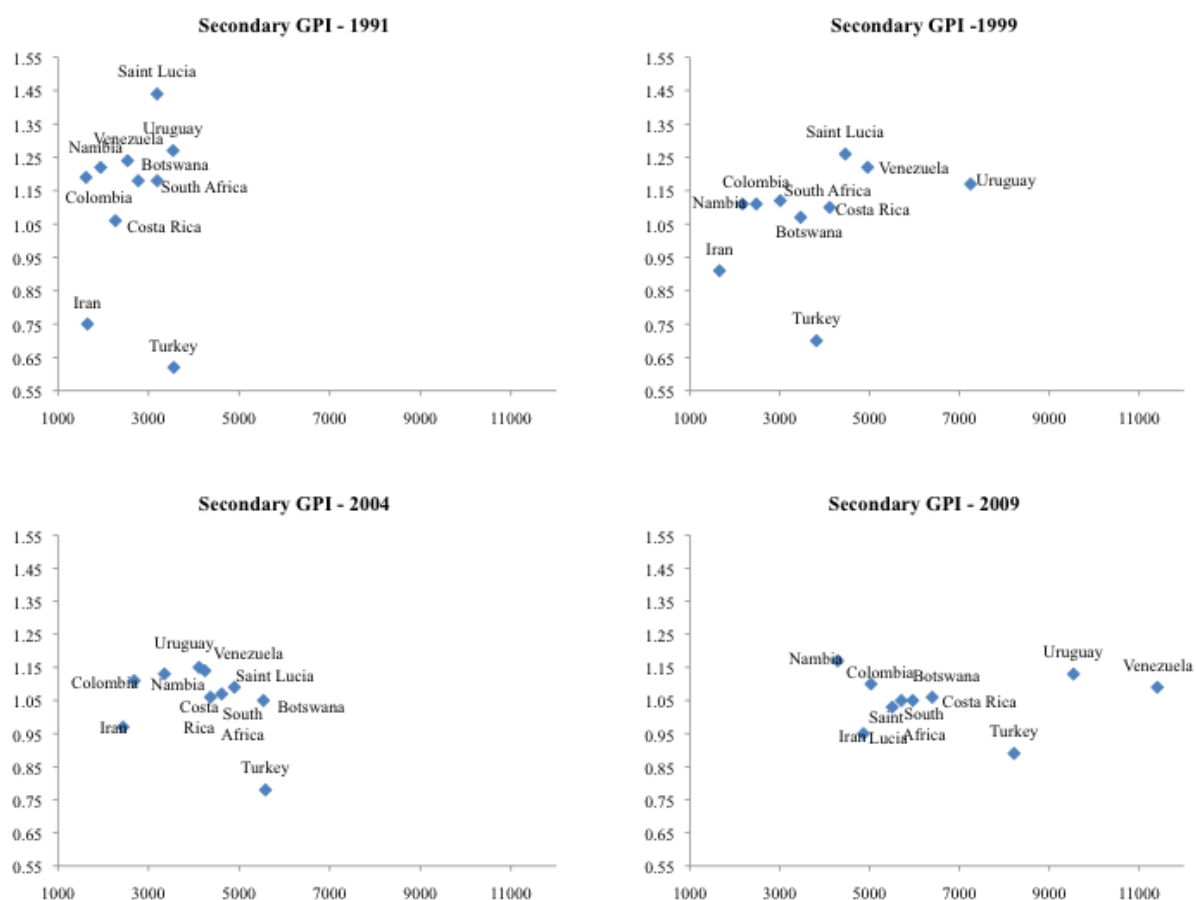 Secondary GPI - 1991
1.55
1.45
1.35
1.25
1.15
1.05
0.95
0.85
0.75
0.65
0.55
Saint Lucia
Uruguay
Venezuela
Nambia
Botswana
South Africa
Colombia
Costa Rica
Iran
Turkey
1000 3000 5000 7000 9000 11000
Secondary GPI -1999
1.55
1.45
1.35
1.25
1.15
1.05
0.95
0.85
0.75
0.65
0.55
Saint Lucia
Venezuela
Uruguay
Colombia
South Africa
Nambia
Costa Rica
Botswana
Iran
Turkey
1000 3000 5000 7000 9000 11000
Secondary GPI - 2004
1.55
1.45
1.35
1.25
1.15
1.05
0.95
0.85
0.75
0.65
0.55
Uruguay
Venezuela
Saint Lucia
Colombia
Nambia
Costa
Rica
South
Africa
Botswana
Iran
Turkey
1000 3000 5000 7000 9000 11000
Secondary GPI - 2009
1.55
1.45
1.35
1.25
1.15
1.05
0.95
0.85
0.75
0.65
0.55
Uruguay
Nambia
Venezuela
Colombia
Botswana
Costa Rica
Saint
Lucia
South
Africa
Iran
Turkey
1000 3000 5000 7000 9000 11000